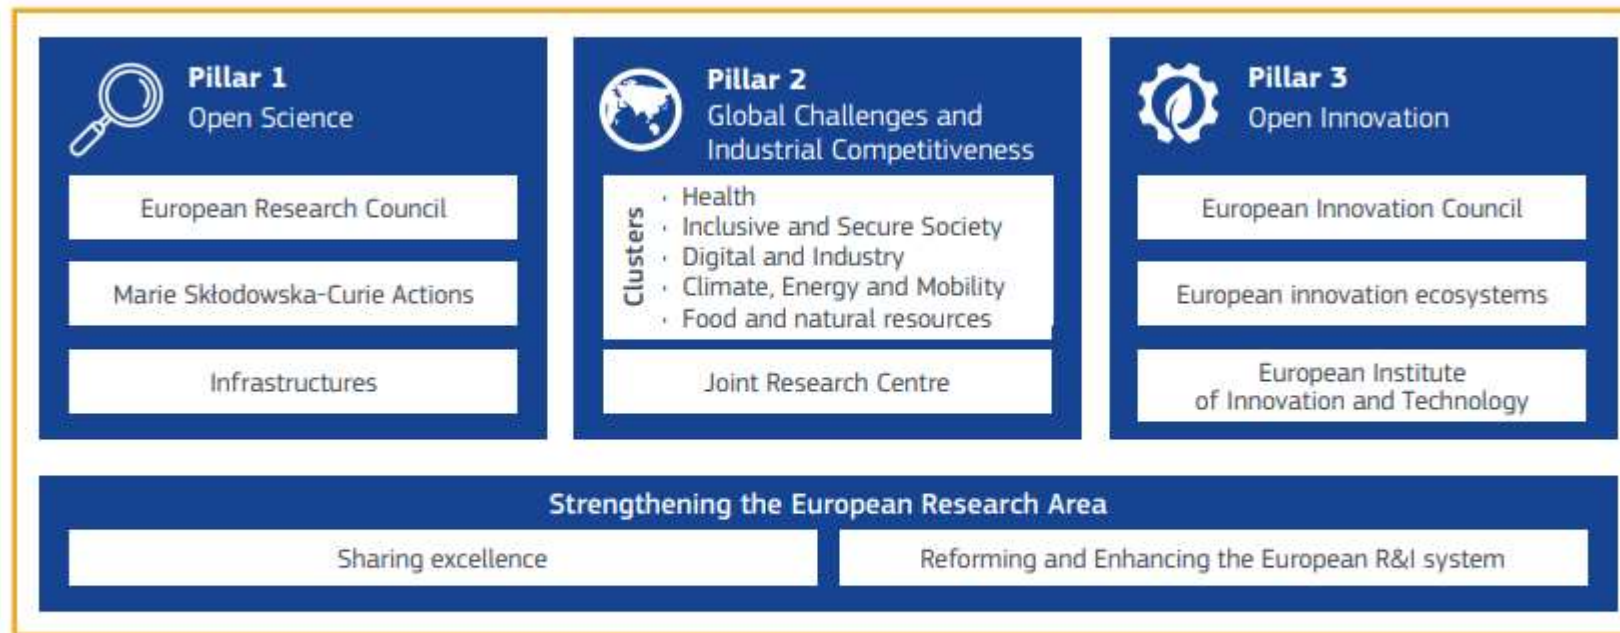 Pillar 1
Open Science
European Research Council
Marie Skłodowska-Curie Actions
Infrastructures
Pillar 2
Global Challenges and
Industrial Competitiveness
Clusters
· Health
· Inclusive and Secure Society
· Digital and Industry
· Climate, Energy and Mobility
· Food and natural resources
Joint Research Centre
Pillar 3
Open Innovation
European Innovation Council
European innovation ecosystems
European Institute
of Innovation and Technology
Strengthening the European Research Area
Sharing excellence
Reforming and Enhancing the European R&I system